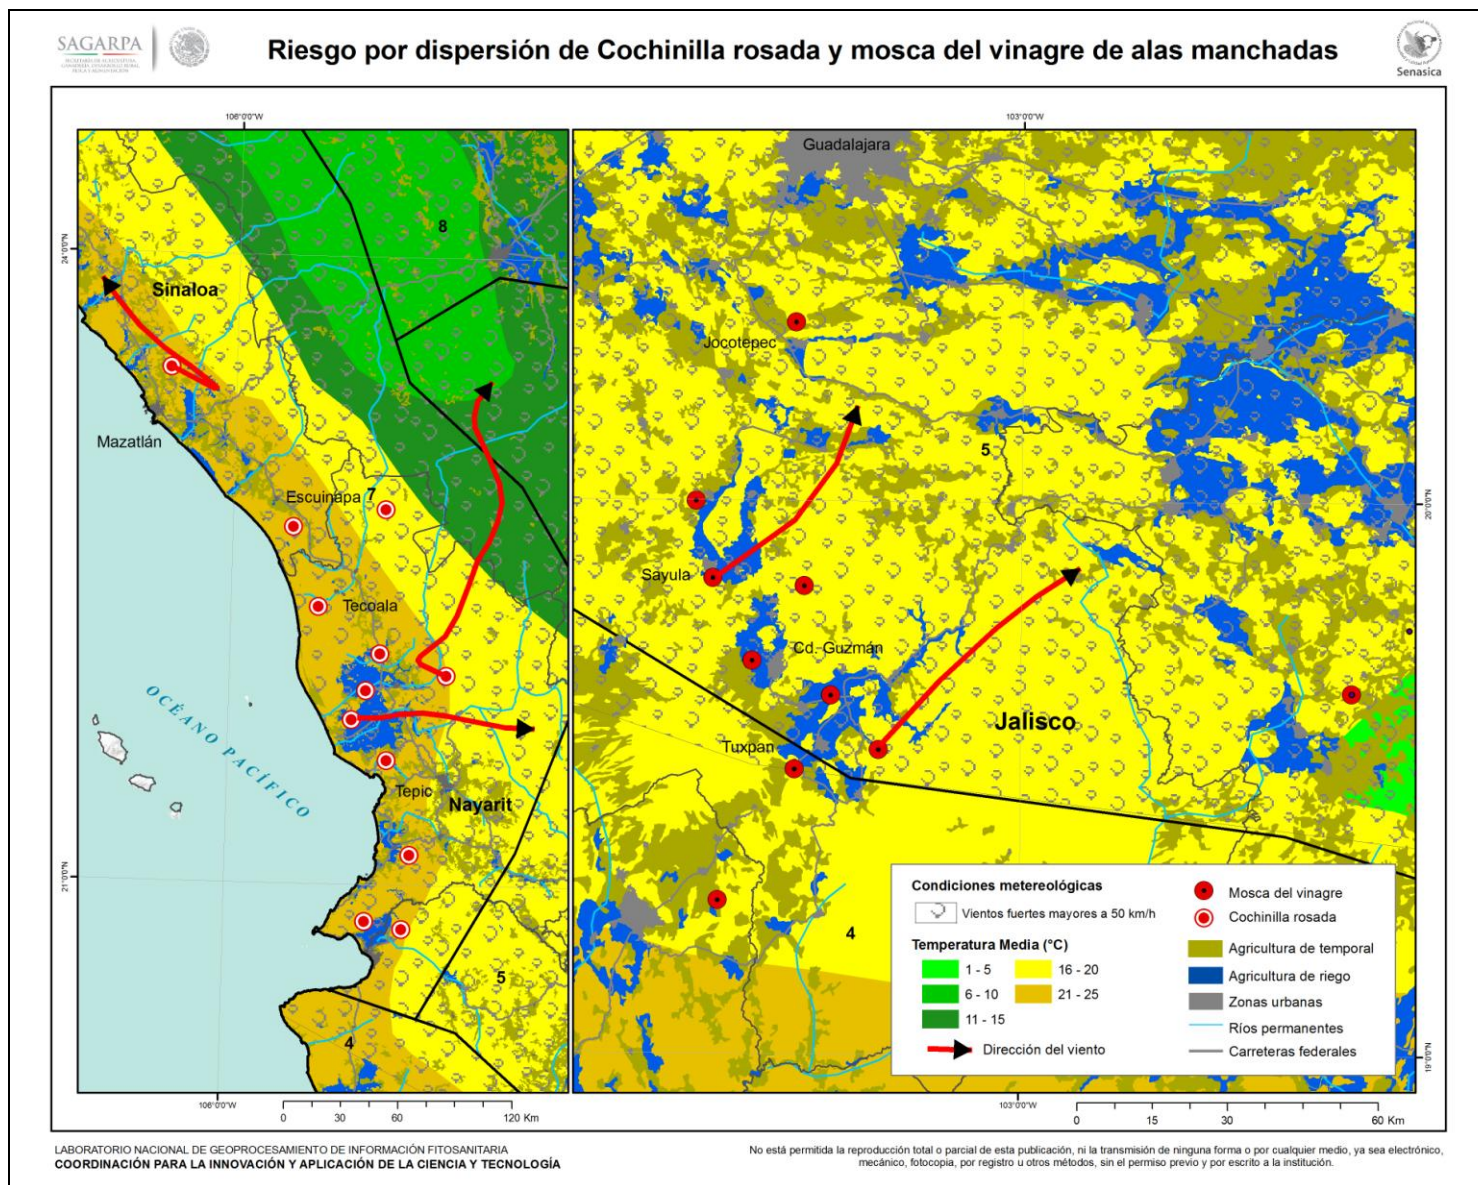 SAGARPA
SECRETARÍA DE AGRICULTURA,
GANADERÍA, DESARROLLO RURAL,
PESCA Y ALIMENTACIÓN
Riesgo por dispersión de Cochinilla rosada y mosca del vinagre de alas manchadas
Senasica
106°0'0"W
103°0'0"W
Guadalajara
8
24°0'0"N
Sinaloa
Jocotepec
Mazatlán
5
Escuinapa
7
20°0'0"N
Sayula
Tecoala
Cd. Guzmán
OCÉANO PACÍFICO
Jalisco
Tuxpan
Tepic
Nayarit
21°0'0"N
5
4
4
Condiciones metereológicas
Vientos fuertes mayores a 50 km/h
Temperatura Media (°C)
1 - 5
16 - 20
6 - 10
21 - 25
11 - 15
Dirección del viento
Mosca del vinagre
Cochinilla rosada
Agricultura de temporal
Agricultura de riego
Zonas urbanas
Ríos permanentes
Carreteras federales
19°0'0"N
106°0'0"W
0 30 60 120 Km
103°0'0"W
0 15 30 60 Km
LABORATORIO NACIONAL DE GEOPROCESAMIENTO DE INFORMACIÓN FITOSANITARIA
COORDINACIÓN PARA LA INNOVACIÓN Y APLICACIÓN DE LA CIENCIA Y TECNOLOGÍA
No está permitida la reproducción total o parcial de esta publicación, ni la transmisión de ninguna forma o por cualquier medio, ya sea electrónico,
mecánico, fotocopia, por registro u otros métodos, sin el permiso previo y por escrito a la institución.